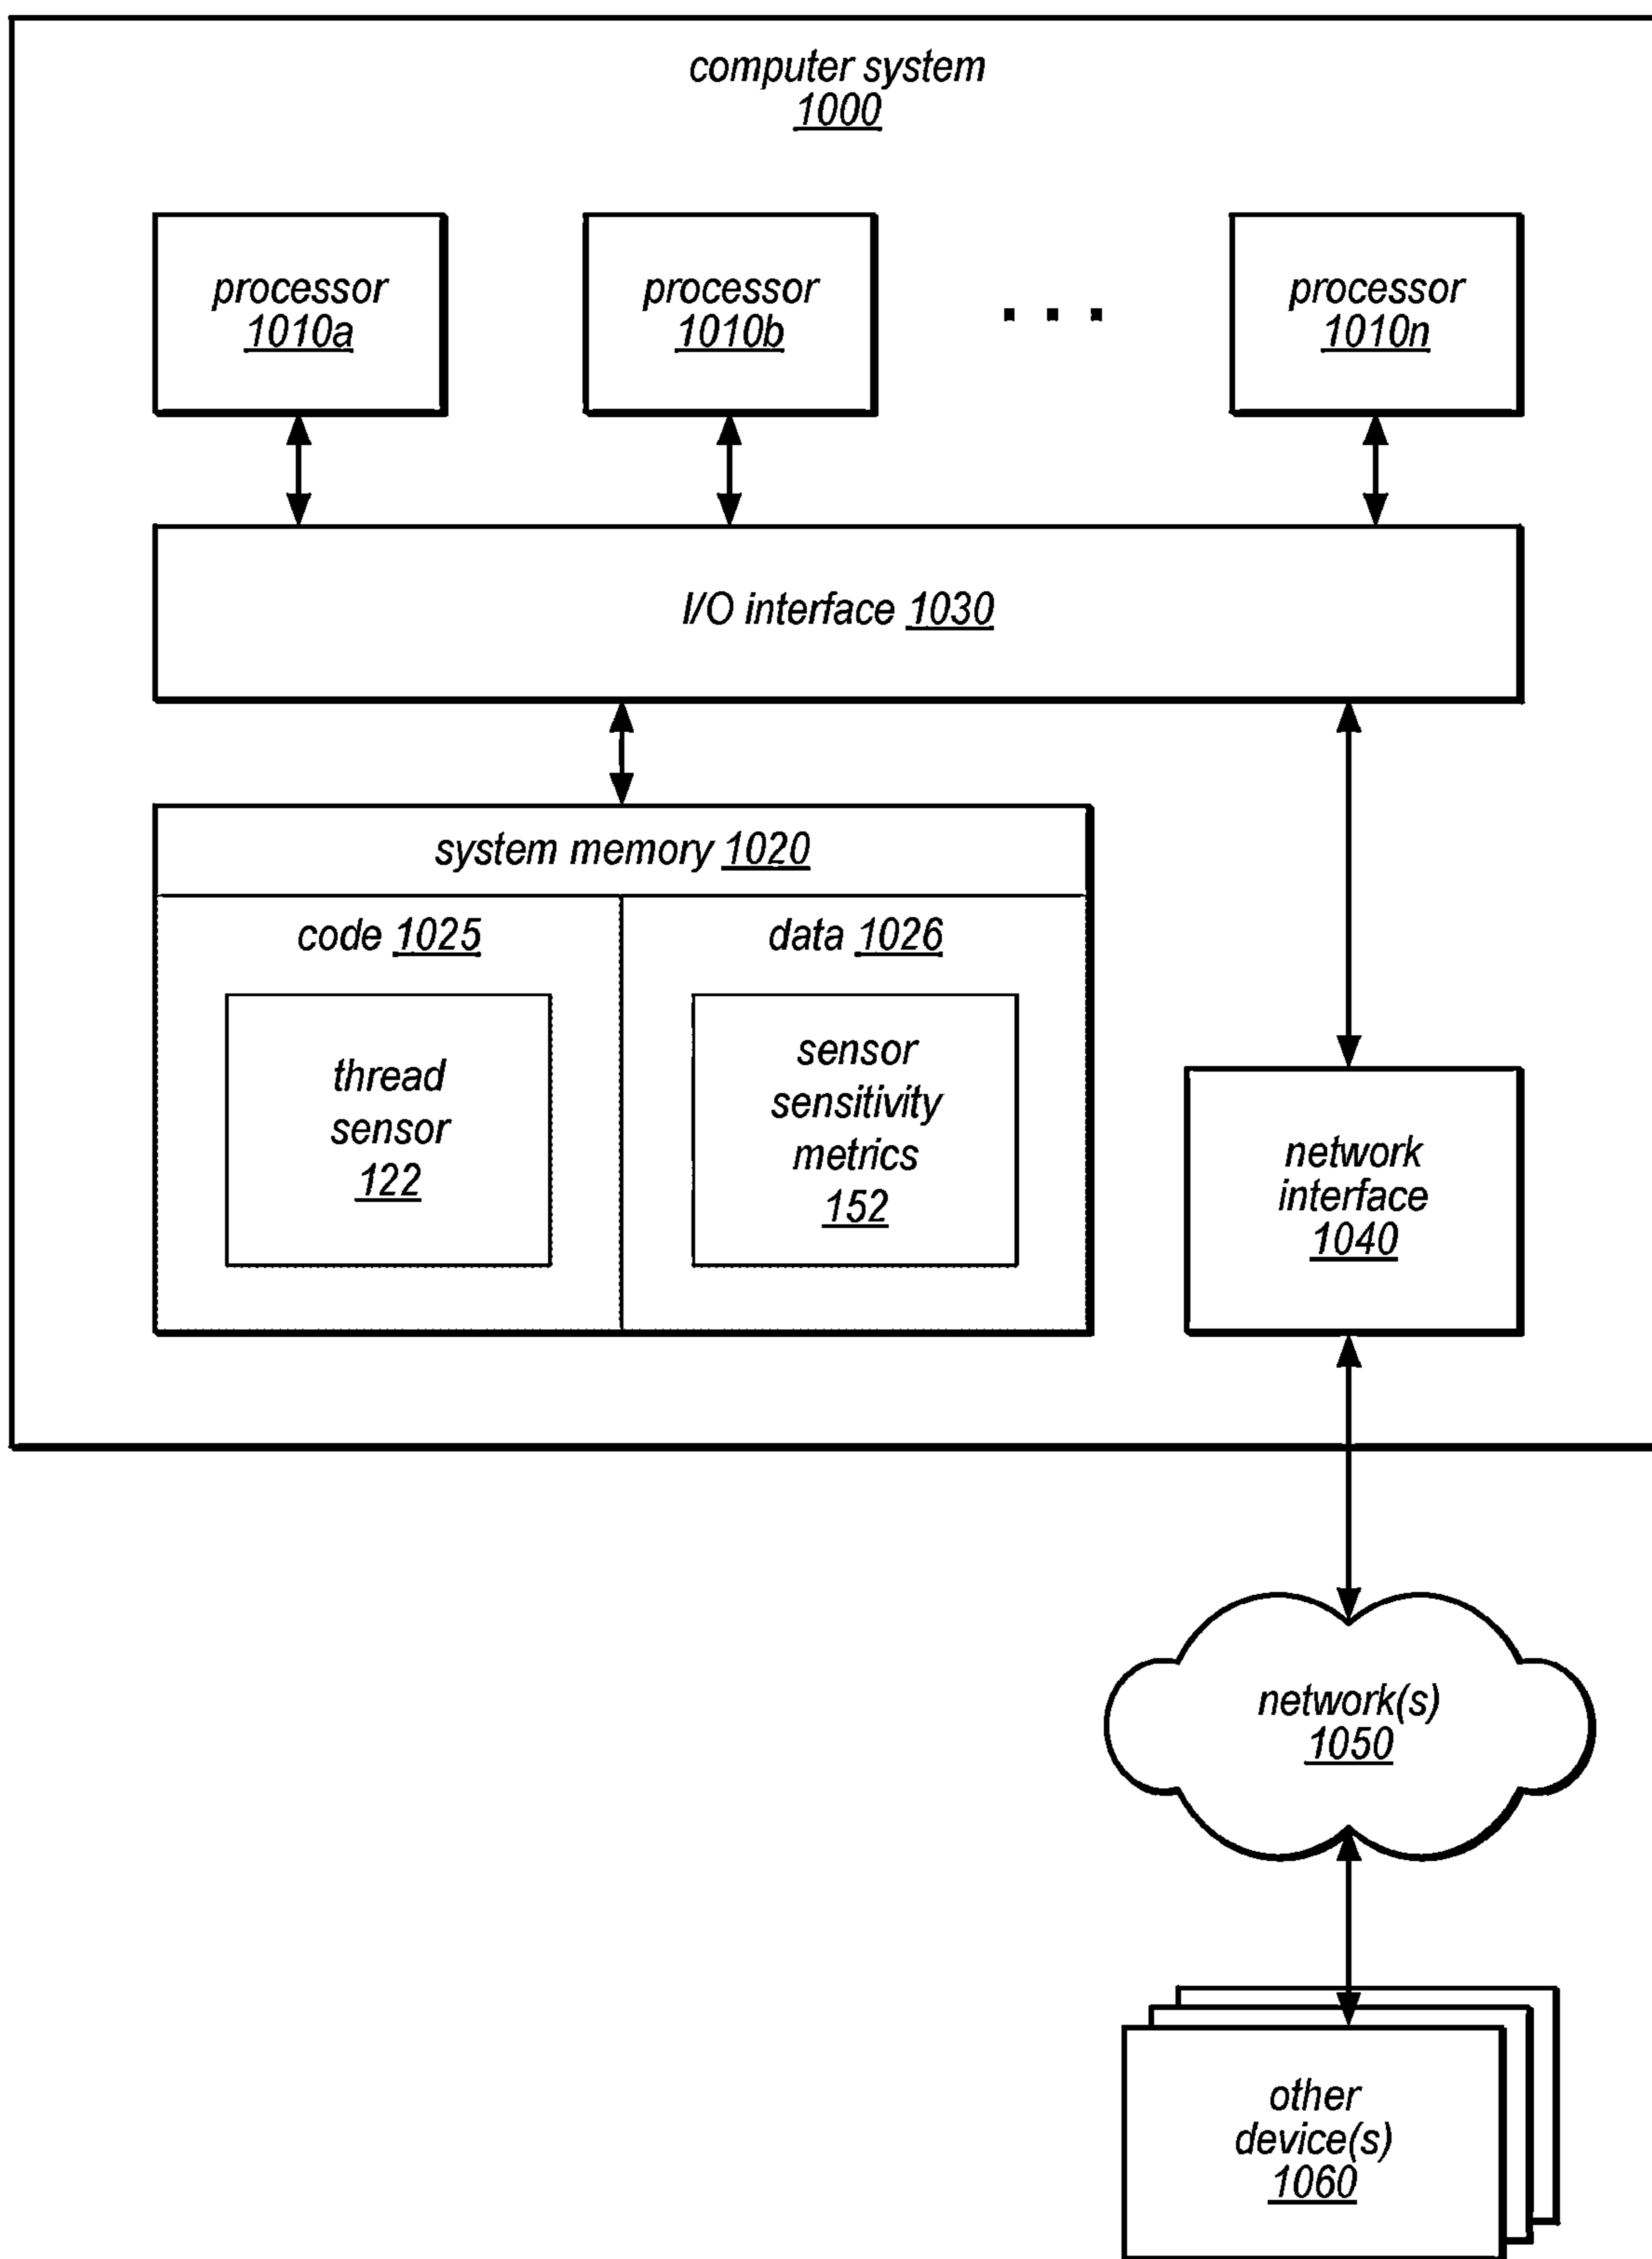 computer system
1000
processor
1010a
processor
1010b
. . .
processor
1010n
I/O interface 1030
system memory 1020
code 1025
data 1026
thread
sensor
122
sensor
sensitivity
metrics
152
network
interface
1040
network(s)
1050
other
device(s)
1060